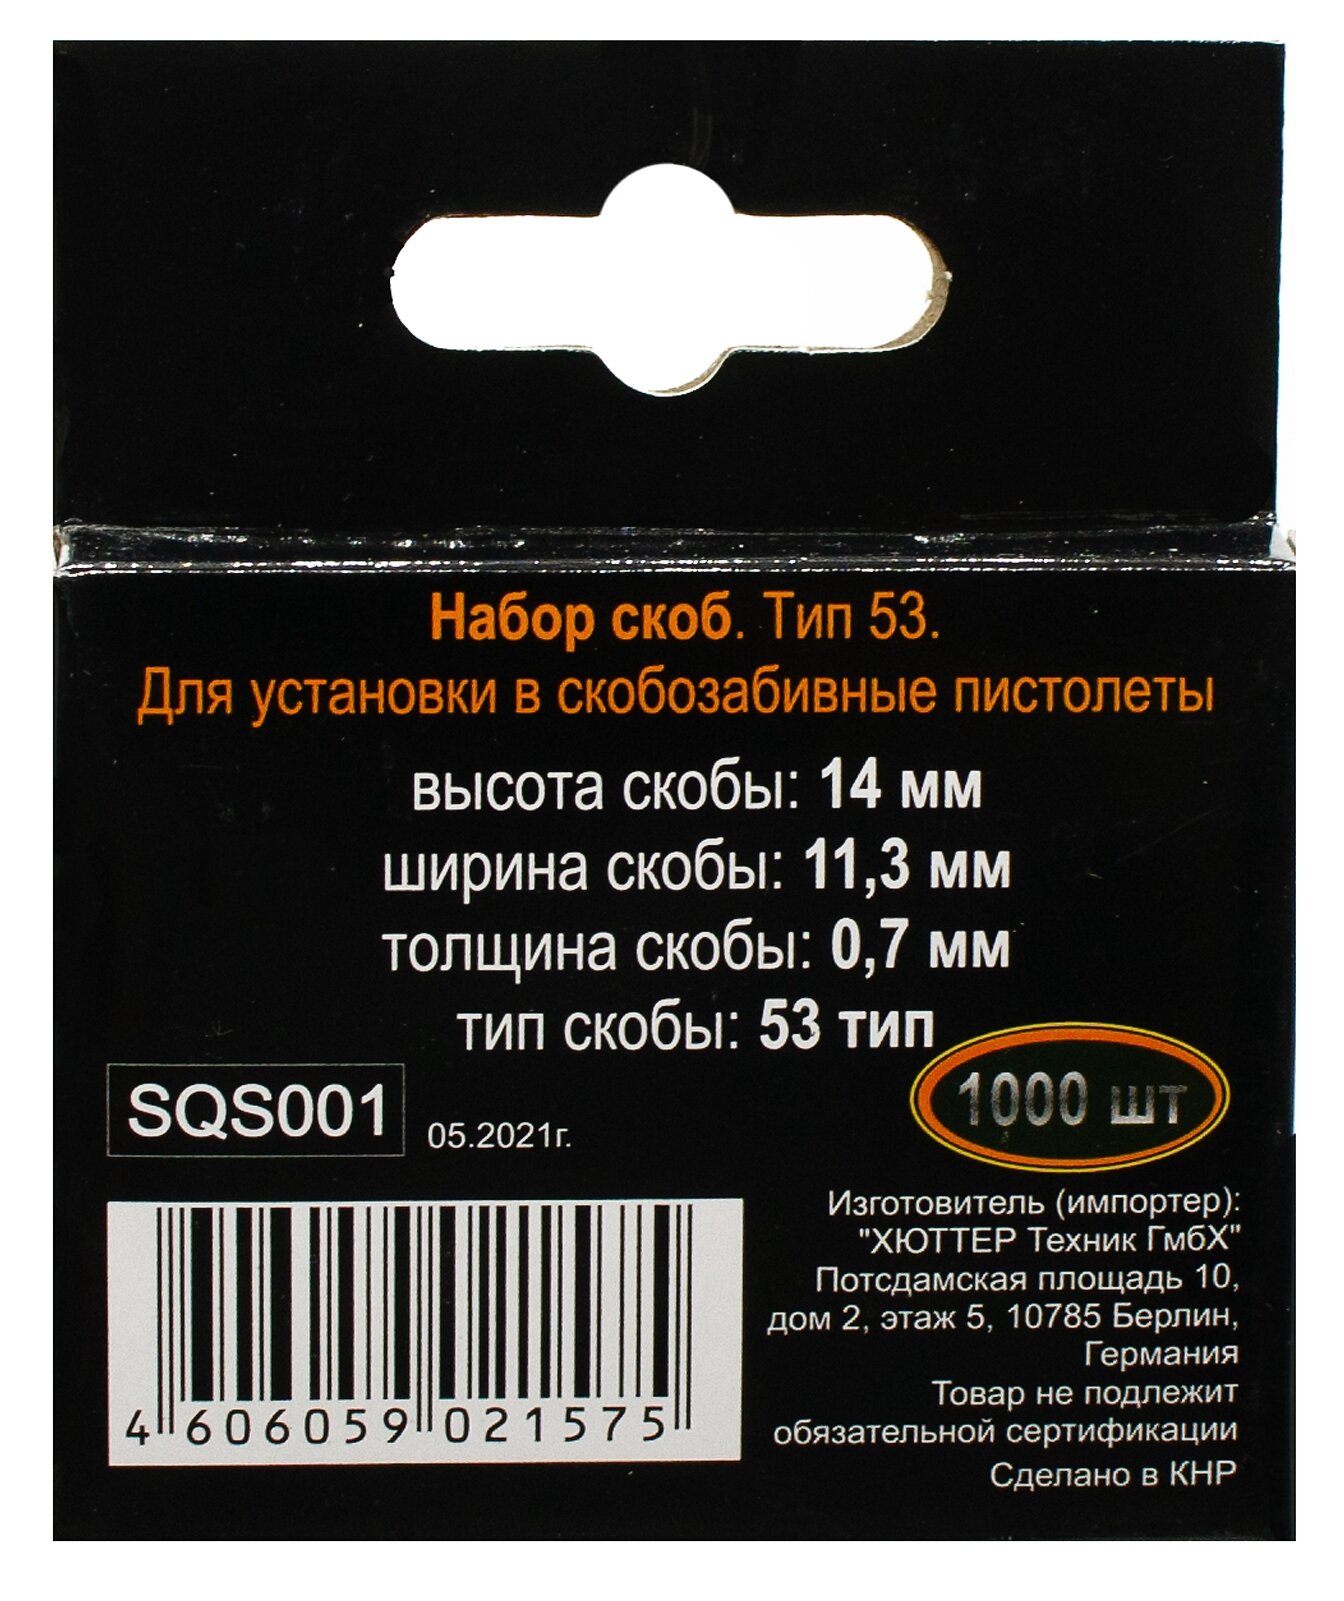 Набор скоб. Тип 53.
Для установки в скобозабивные пистолеты
высота скобы: 14 мм
ширина скобы: 11,3 мм
толщина скобы: 0,7 мм
тип скобы: 53 тип
SQS001
05.2021г.
1000 шт
Изготовитель (импортер):
"ХЮТТЕР Техник ГмбХ"
Потсдамская площадь 10,
дом 2, этаж 5, 10785 Берлин,
Германия
Товар не подлежит
обязательной сертификации
Сделано в КНР
4 606059 021575